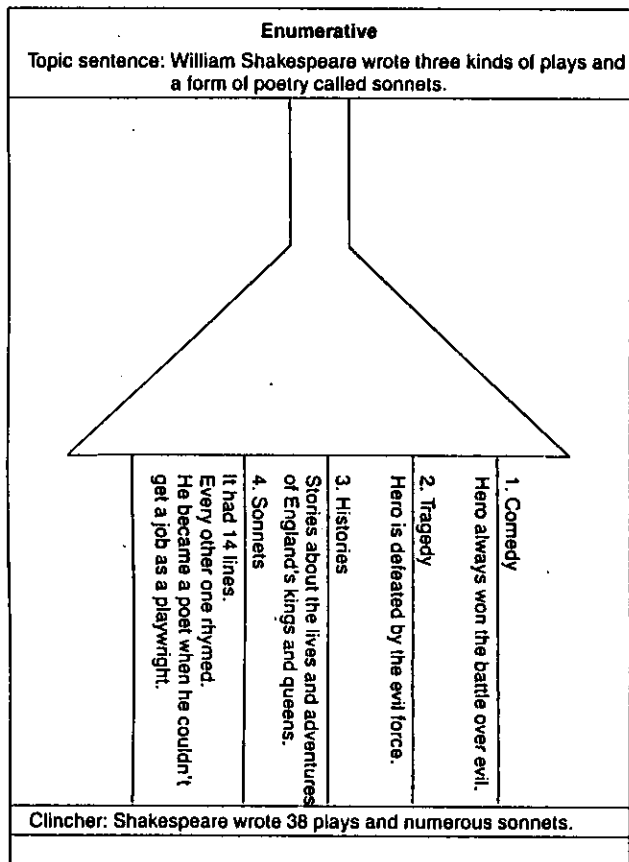 Enumerative
Topic sentence: William Shakespeare wrote three kinds of plays and
a form of poetry called sonnets.
1. Comedy
Hero always won the battle over evil.
2. Tragedy
Hero is defeated by the evil force.
3. Histories
Stories about the lives and adventures
of England's kings and queens.
4. Sonnets
It had 14 lines.
Every other one rhymed.
He became a poet when he couldn't
get a job as a playwright.
Clincher: Shakespeare wrote 38 plays and numerous sonnets.